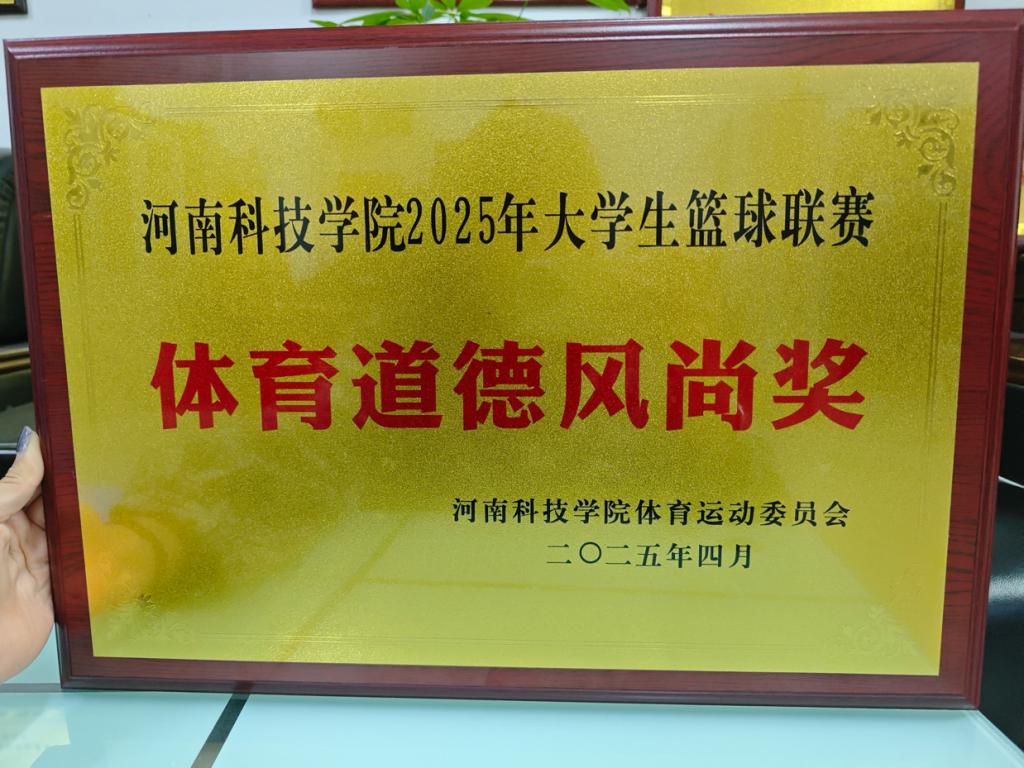 河南科技学院2025年大学生篮球联赛
体育道德风尚奖
河南科技学院体育运动委员会
二〇二五年四月